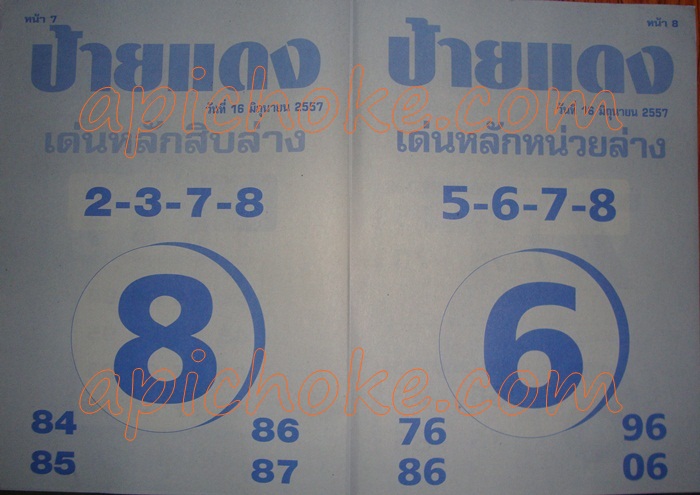 หน้า 7
ป้ายแดง
วันที่ 16 มิถุนายน 2557
เด่นหลักสิบล่าง
2-3-7-8
8
84
86
85
87
หน้า 8
ป้ายแดง
วันที่ 16 มิถุนายน 2557
เด่นหลักหน่วยล่าง
5-6-7-8
6
76
96
86
06
apichoke.com
apichoke.com